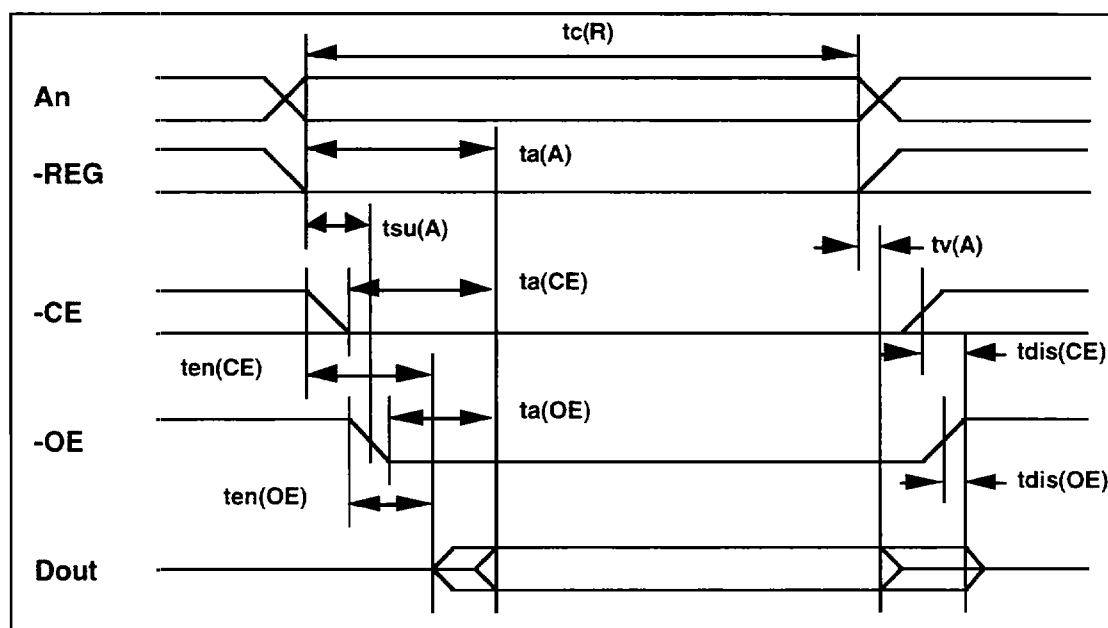 tc(R)
An
ta(A)
-REG
tsu(A)
tv(A)
ta(CE)
-CE
ten(CE)
tdis(CE)
ta(OE)
-OE
ten(OE)
tdis(OE)
Dout